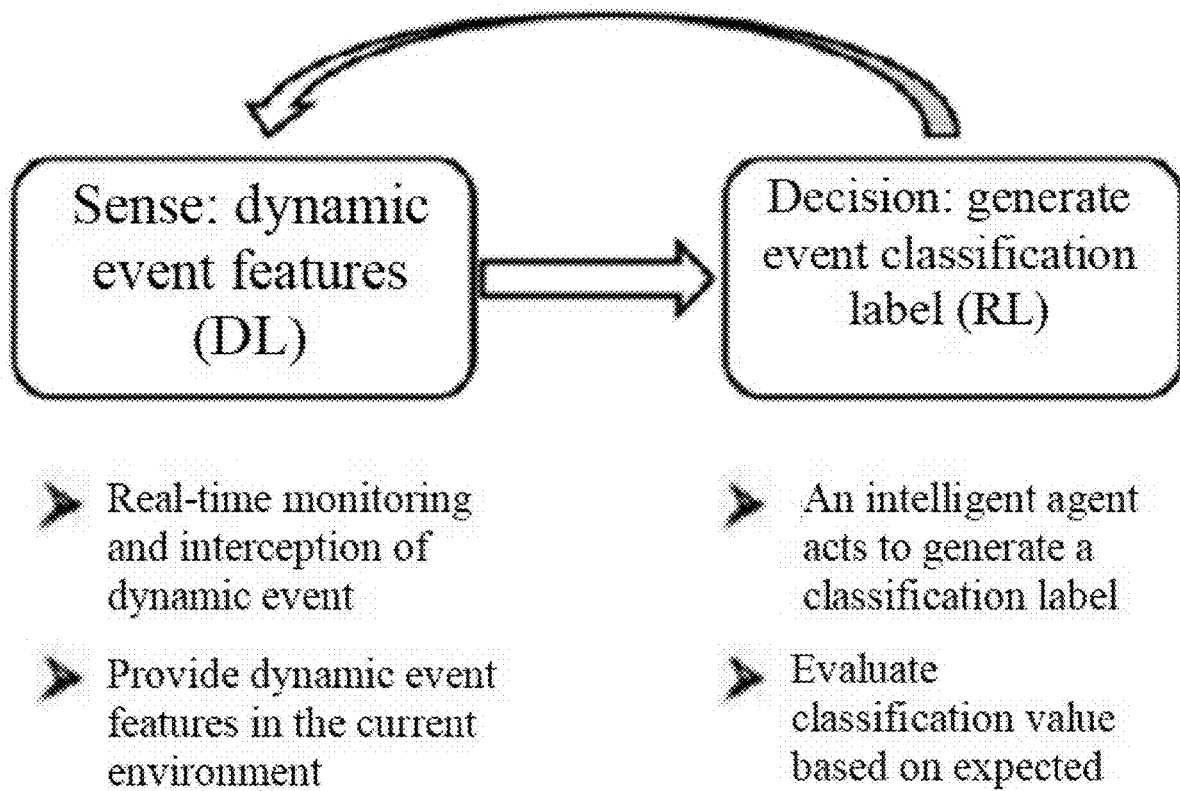 Sense: dynamic
event features
(DL)
Decision: generate
event classification
label (RL)
Real-time monitoring
and interception of
dynamic event
Provide dynamic event
features in the current
environment
An intelligent agent
acts to generate a
classification label
Evaluate
classification value
based on expected